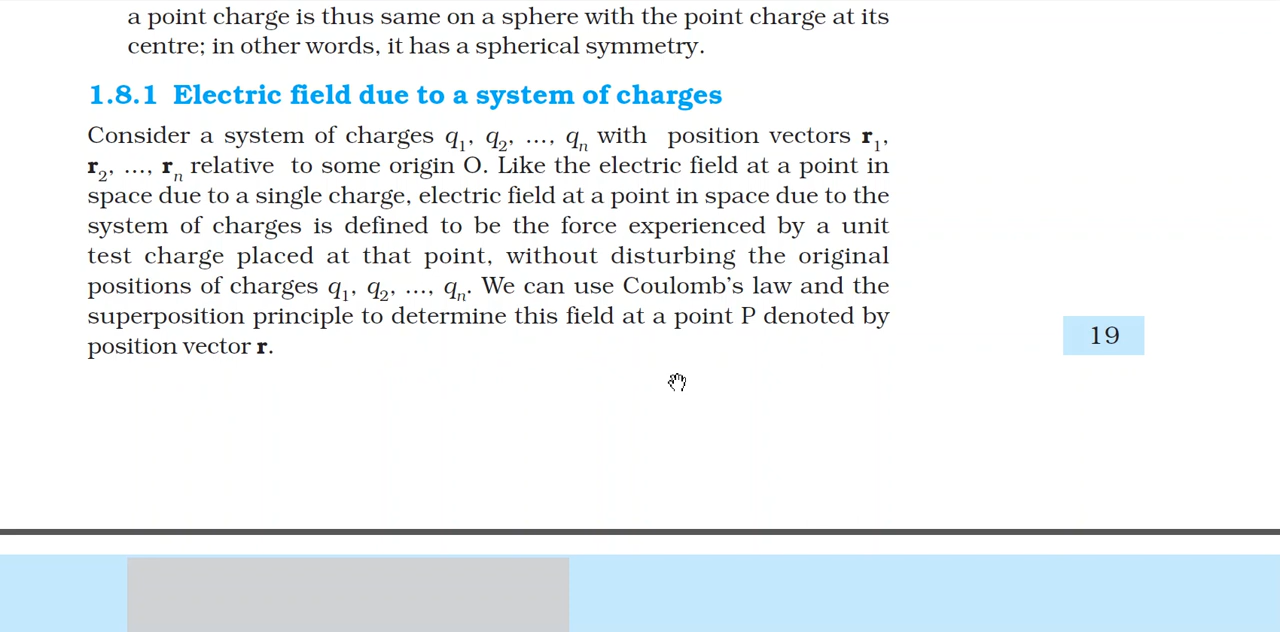 a point charge is thus same on a sphere with the point charge at its
centre; in other words, it has a spherical symmetry.
1.8.1 Electric field due to a system of charges
Consider a system of charges q₁, q₂, ..., qₙ with position vectors r₁,
r₂, ..., rₙ relative to some origin O. Like the electric field at a point in
space due to a single charge, electric field at a point in space due to the
system of charges is defined to be the force experienced by a unit
test charge placed at that point, without disturbing the original
positions of charges q₁, q₂, ..., qₙ. We can use Coulomb's law and the
superposition principle to determine this field at a point P denoted by
position vector r.
19